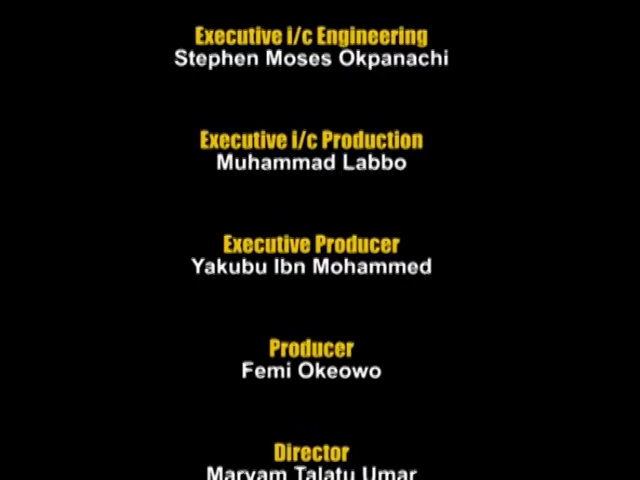 Executive i/c Engineering
Stephen Moses Okpanachi
Executive i/c Production
Muhammad Labbo
Executive Producer
Yakubu Ibn Mohammed
Producer
Femi Okeowo
Director
Maryam Talatu Umar